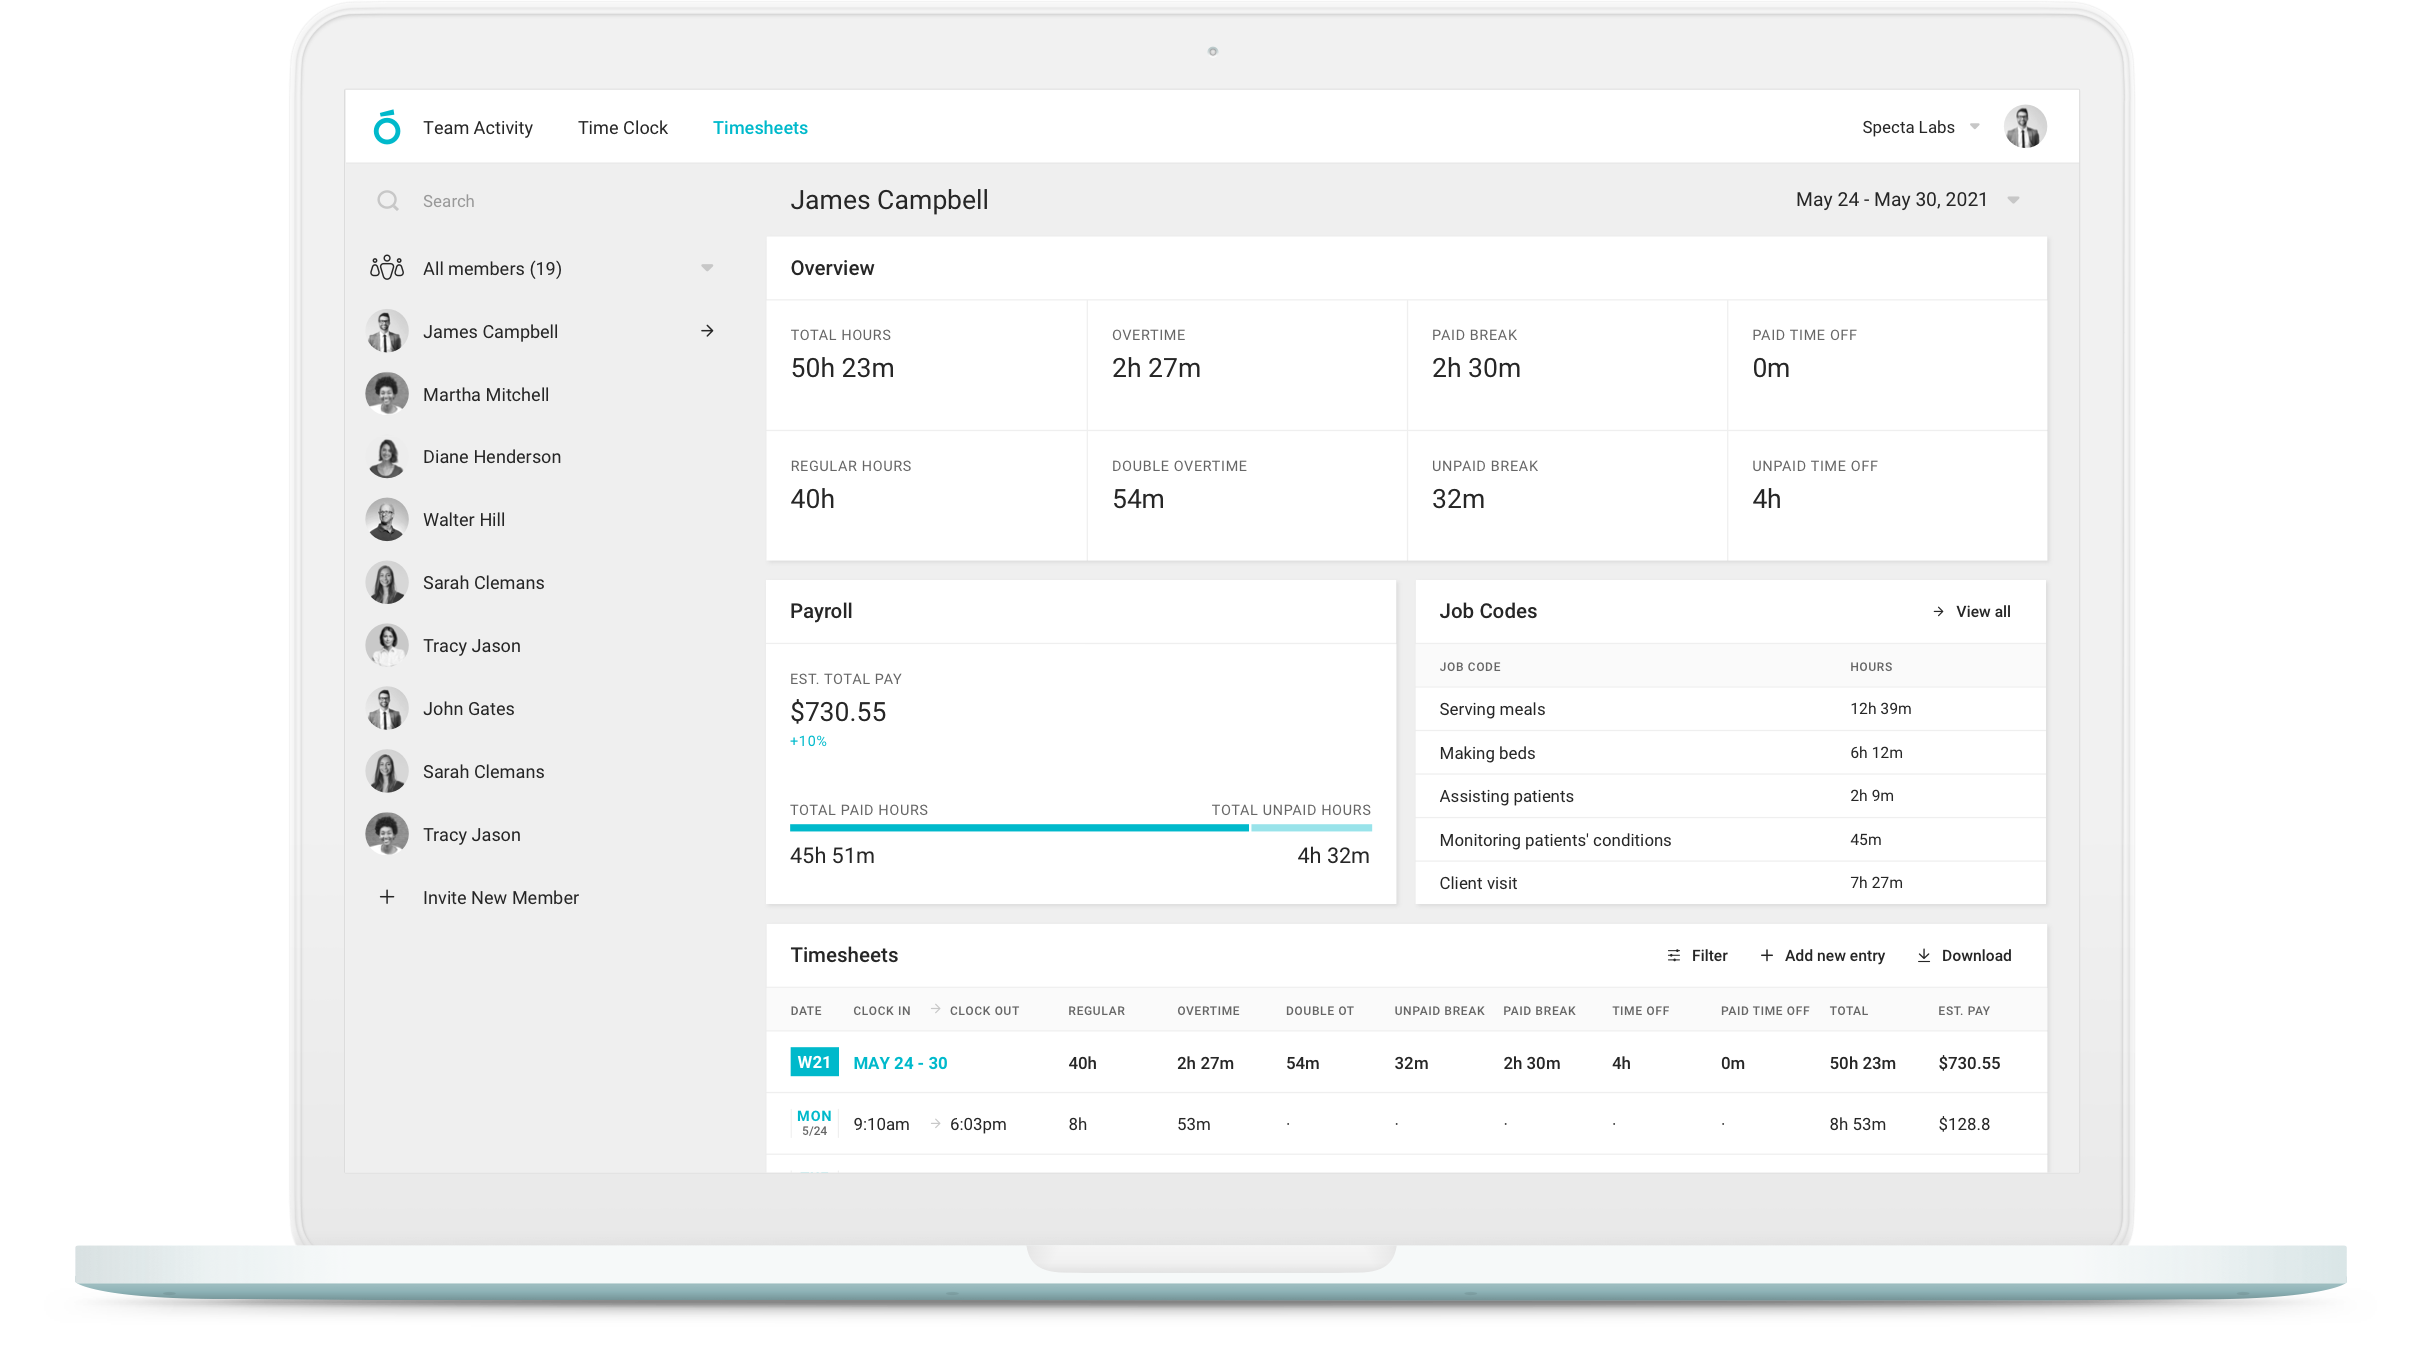 Team Activity Time Clock Timesheets Specta Labs
Search
All members (19)
James Campbell
Martha Mitchell
Diane Henderson
Walter Hill
Sarah Clemans
Tracy Jason
John Gates
Sarah Clemans
Tracy Jason
Invite New Member
James Campbell May 24 - May 30, 2021
Overview
TOTAL HOURS OVERTIME PAID BREAK PAID TIME OFF
50h 23m 2h 27m 2h 30m 0m
REGULAR HOURS DOUBLE OVERTIME UNPAID BREAK UNPAID TIME OFF
40h 54m 32m 4h
Payroll
EST. TOTAL PAY
$730.55
+10%
TOTAL PAID HOURS TOTAL UNPAID HOURS
45h 51m 4h 32m
Job Codes → View all
JOB CODE HOURS
Serving meals 12h 39m
Making beds 6h 12m
Assisting patients 2h 9m
Monitoring patients' conditions 45m
Client visit 7h 27m
Timesheets Filter + Add new entry Download
DATE CLOCK IN → CLOCK OUT REGULAR OVERTIME DOUBLE OT UNPAID BREAK PAID BREAK TIME OFF PAID TIME OFF TOTAL EST. PAY
W21 MAY 24 - 30 40h 2h 27m 54m 32m 2h 30m 4h 0m 50h 23m $730.55
MON 5/24 9:10am → 6:03pm 8h 53m · · · · · 8h 53m $128.8